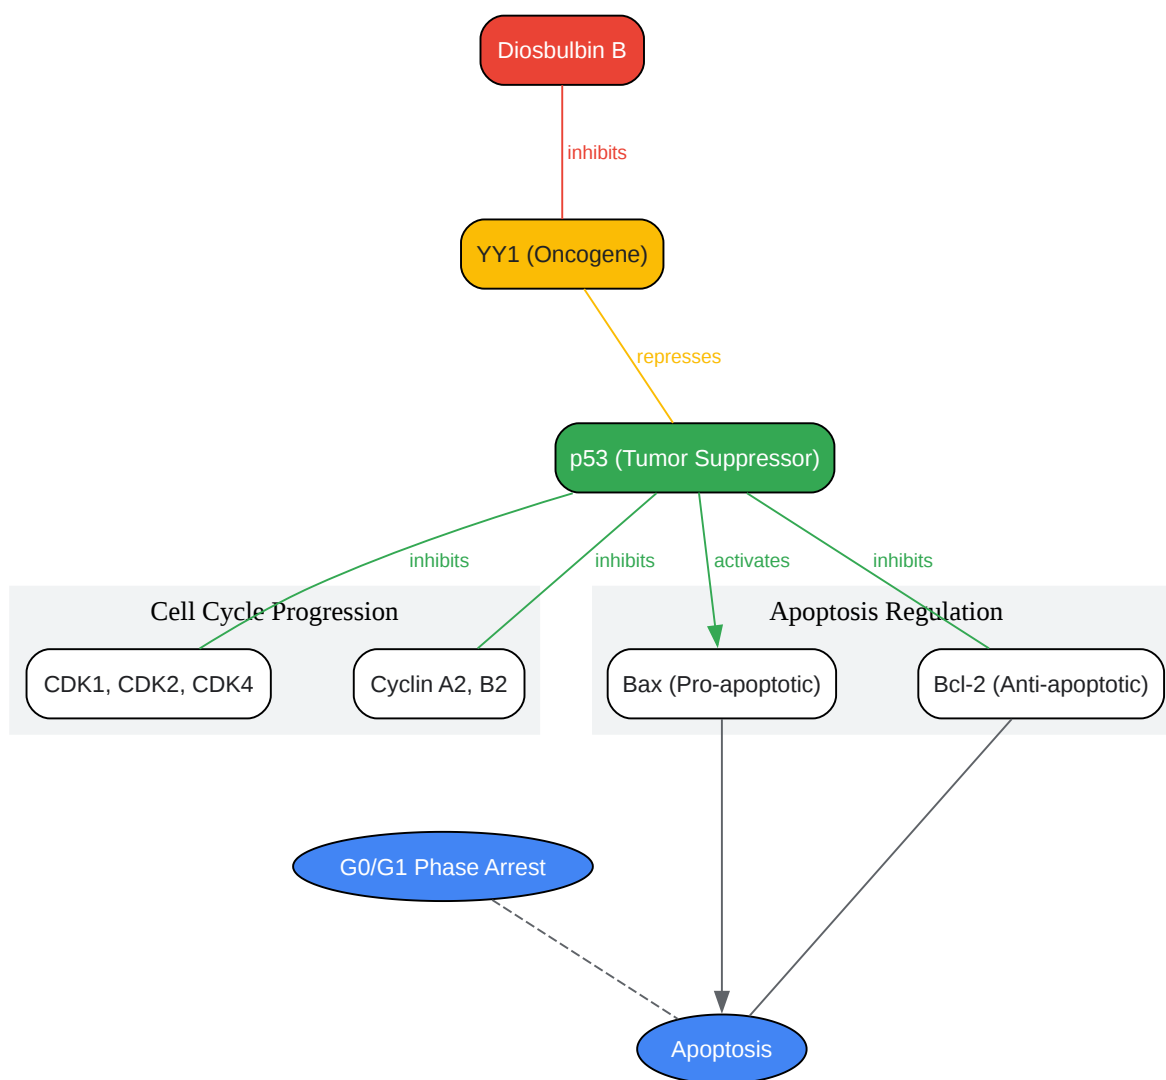 Diosbulbin B
inhibits
YY1 (Oncogene)
represses
p53 (Tumor Suppressor)
inhibits
inhibits
activates
inhibits
Cell Cycle Progression
Apoptosis Regulation
CDK1, CDK2, CDK4
Cyclin A2, B2
Bax (Pro-apoptotic)
Bcl-2 (Anti-apoptotic)
G0/G1 Phase Arrest
Apoptosis